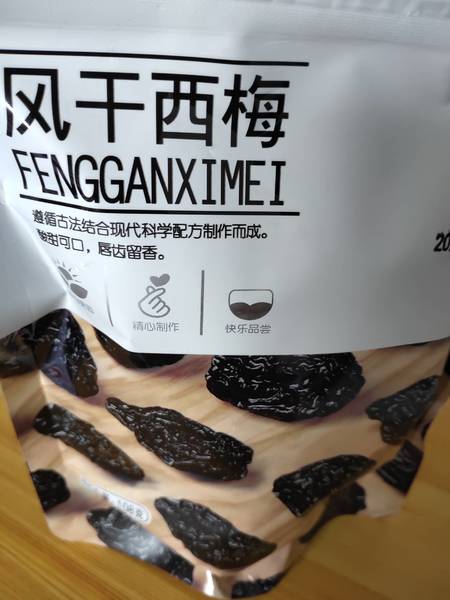 风干西梅
FENGGANXIMEI
遵循古法结合现代科学配方制作而成。
酸甜可口，唇齿留香。
精心制作
快乐品尝
20